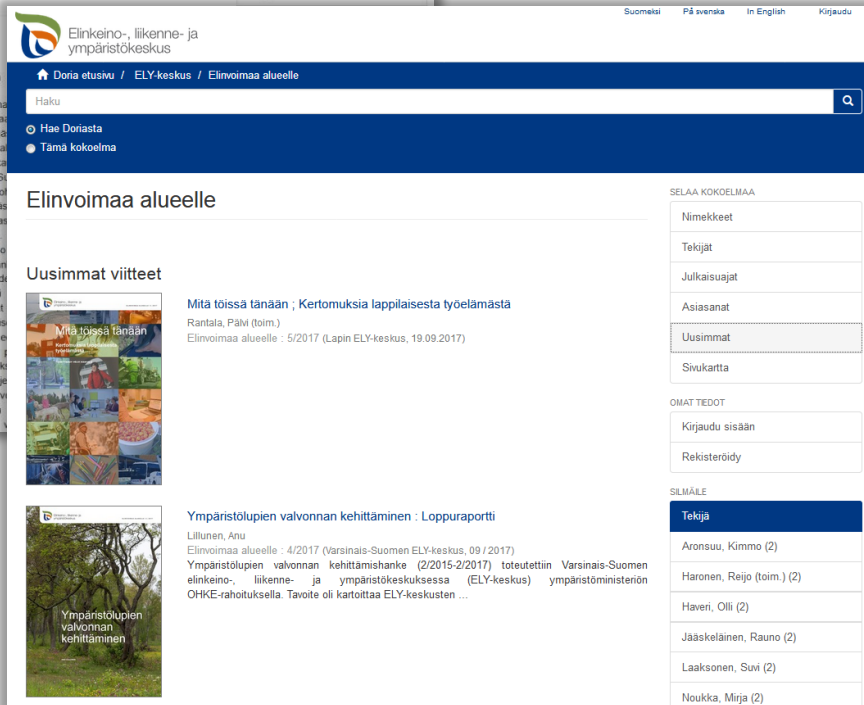 Suomeksi På svenska In English Kirjaudu
Elinkeino-, liikenne- ja
ympäristökeskus
Doria etusivu / ELY-keskus / Elinvoimaa alueelle
Haku
Hae Doriasta
Tämä kokoelma
Elinvoimaa alueelle
Uusimmat viitteet
Mitä töissä tänään
Kertomuksia lappilaisesta
työelämästä
Mitä töissä tänään ; Kertomuksia lappilaisesta työelämästä
Rantala, Päivi (toim.)
Elinvoimaa alueelle : 5/2017 (Lapin ELY-keskus, 19.09.2017)
Ympäristölupien
valvonnan
kehittäminen
Ympäristölupien valvonnan kehittäminen : Loppuraportti
Lillunen, Anu
Elinvoimaa alueelle : 4/2017 (Varsinais-Suomen ELY-keskus, 09 / 2017)
Ympäristölupien valvonnan kehittämishanke (2/2015-2/2017) toteutettiin Varsinais-Suomen
elinkeino-, liikenne- ja ympäristökeskuksessa (ELY-keskus) ympäristöministeriön
OHKE-rahoituksella. Tavoite oli kartoittaa ELY-keskusten ...
SELAA KOKOELMAA
Nimekkeet
Tekijät
Julkaisuajat
Asiasanat
Uusimmat
Sivukartta
OMAT TIEDOT
Kirjaudu sisään
Rekisteröidy
SILMÄILE
Tekijä
Aronsuu, Kimmo (2)
Haronen, Reijo (toim.) (2)
Haveri, Olli (2)
Jääskeläinen, Rauno (2)
Laaksonen, Suvi (2)
Noukka, Mirja (2)